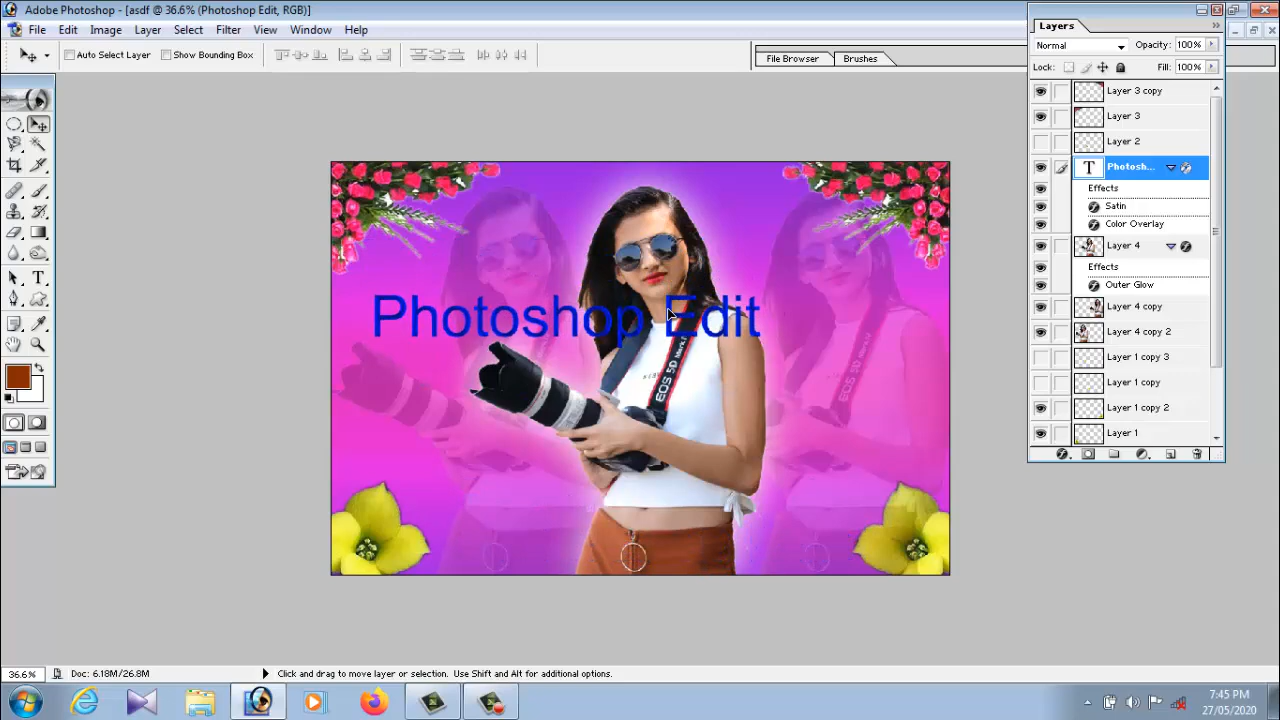 Adobe Photoshop - [asdf @ 36.6% (Photoshop Edit, RGB)]
File Edit Image Layer Select Filter View Window Help
Auto Select Layer Show Bounding Box
File Browser Brushes
Layers
Normal Opacity: 100%
Lock: Fill: 100%
Layer 3 copy
Layer 3
Layer 2
T Photosh...
Effects
Satin
Color Overlay
Layer 4
Effects
Outer Glow
Layer 4 copy
Layer 4 copy 2
Layer 1 copy 3
Layer 1 copy
Layer 1 copy 2
Layer 1
Photoshop Edit
EOS 5D Mark
36.6% Doc: 6.18M/26.8M Click and drag to move layer or selection. Use Shift and Alt for additional options.
7:45 PM
27/05/2020